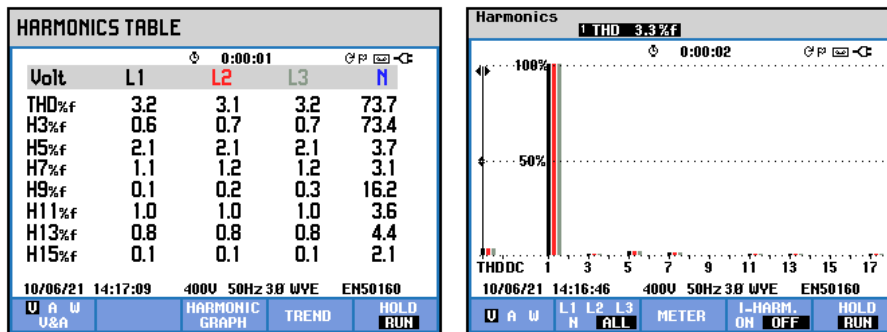 HARMONICS TABLE
0:00:01
Volt L1 L2 L3 N
THD%f 3.2 3.1 3.2 73.7
H3%f 0.6 0.7 0.7 73.4
H5%f 2.1 2.1 2.1 3.7
H7%f 1.1 1.2 1.2 3.1
H9%f 0.1 0.2 0.3 16.2
H11%f 1.0 1.0 1.0 3.6
H13%f 0.8 0.8 0.8 4.4
H15%f 0.1 0.1 0.1 2.1
10/06/21 14:17:09 400V 50Hz 3Ø WYE EN50160
V A W HARMONIC TREND HOLD
V&A GRAPH RUN
Harmonics
1 THD 3.3%f
0:00:02
100%
50%
THDDC 1 3 5 7 9 11 13 15 17
10/06/21 14:16:46 400V 50Hz 3Ø WYE EN50160
V A W L1 L2 L3 METER I-HARM. HOLD
N ALL ON OFF RUN